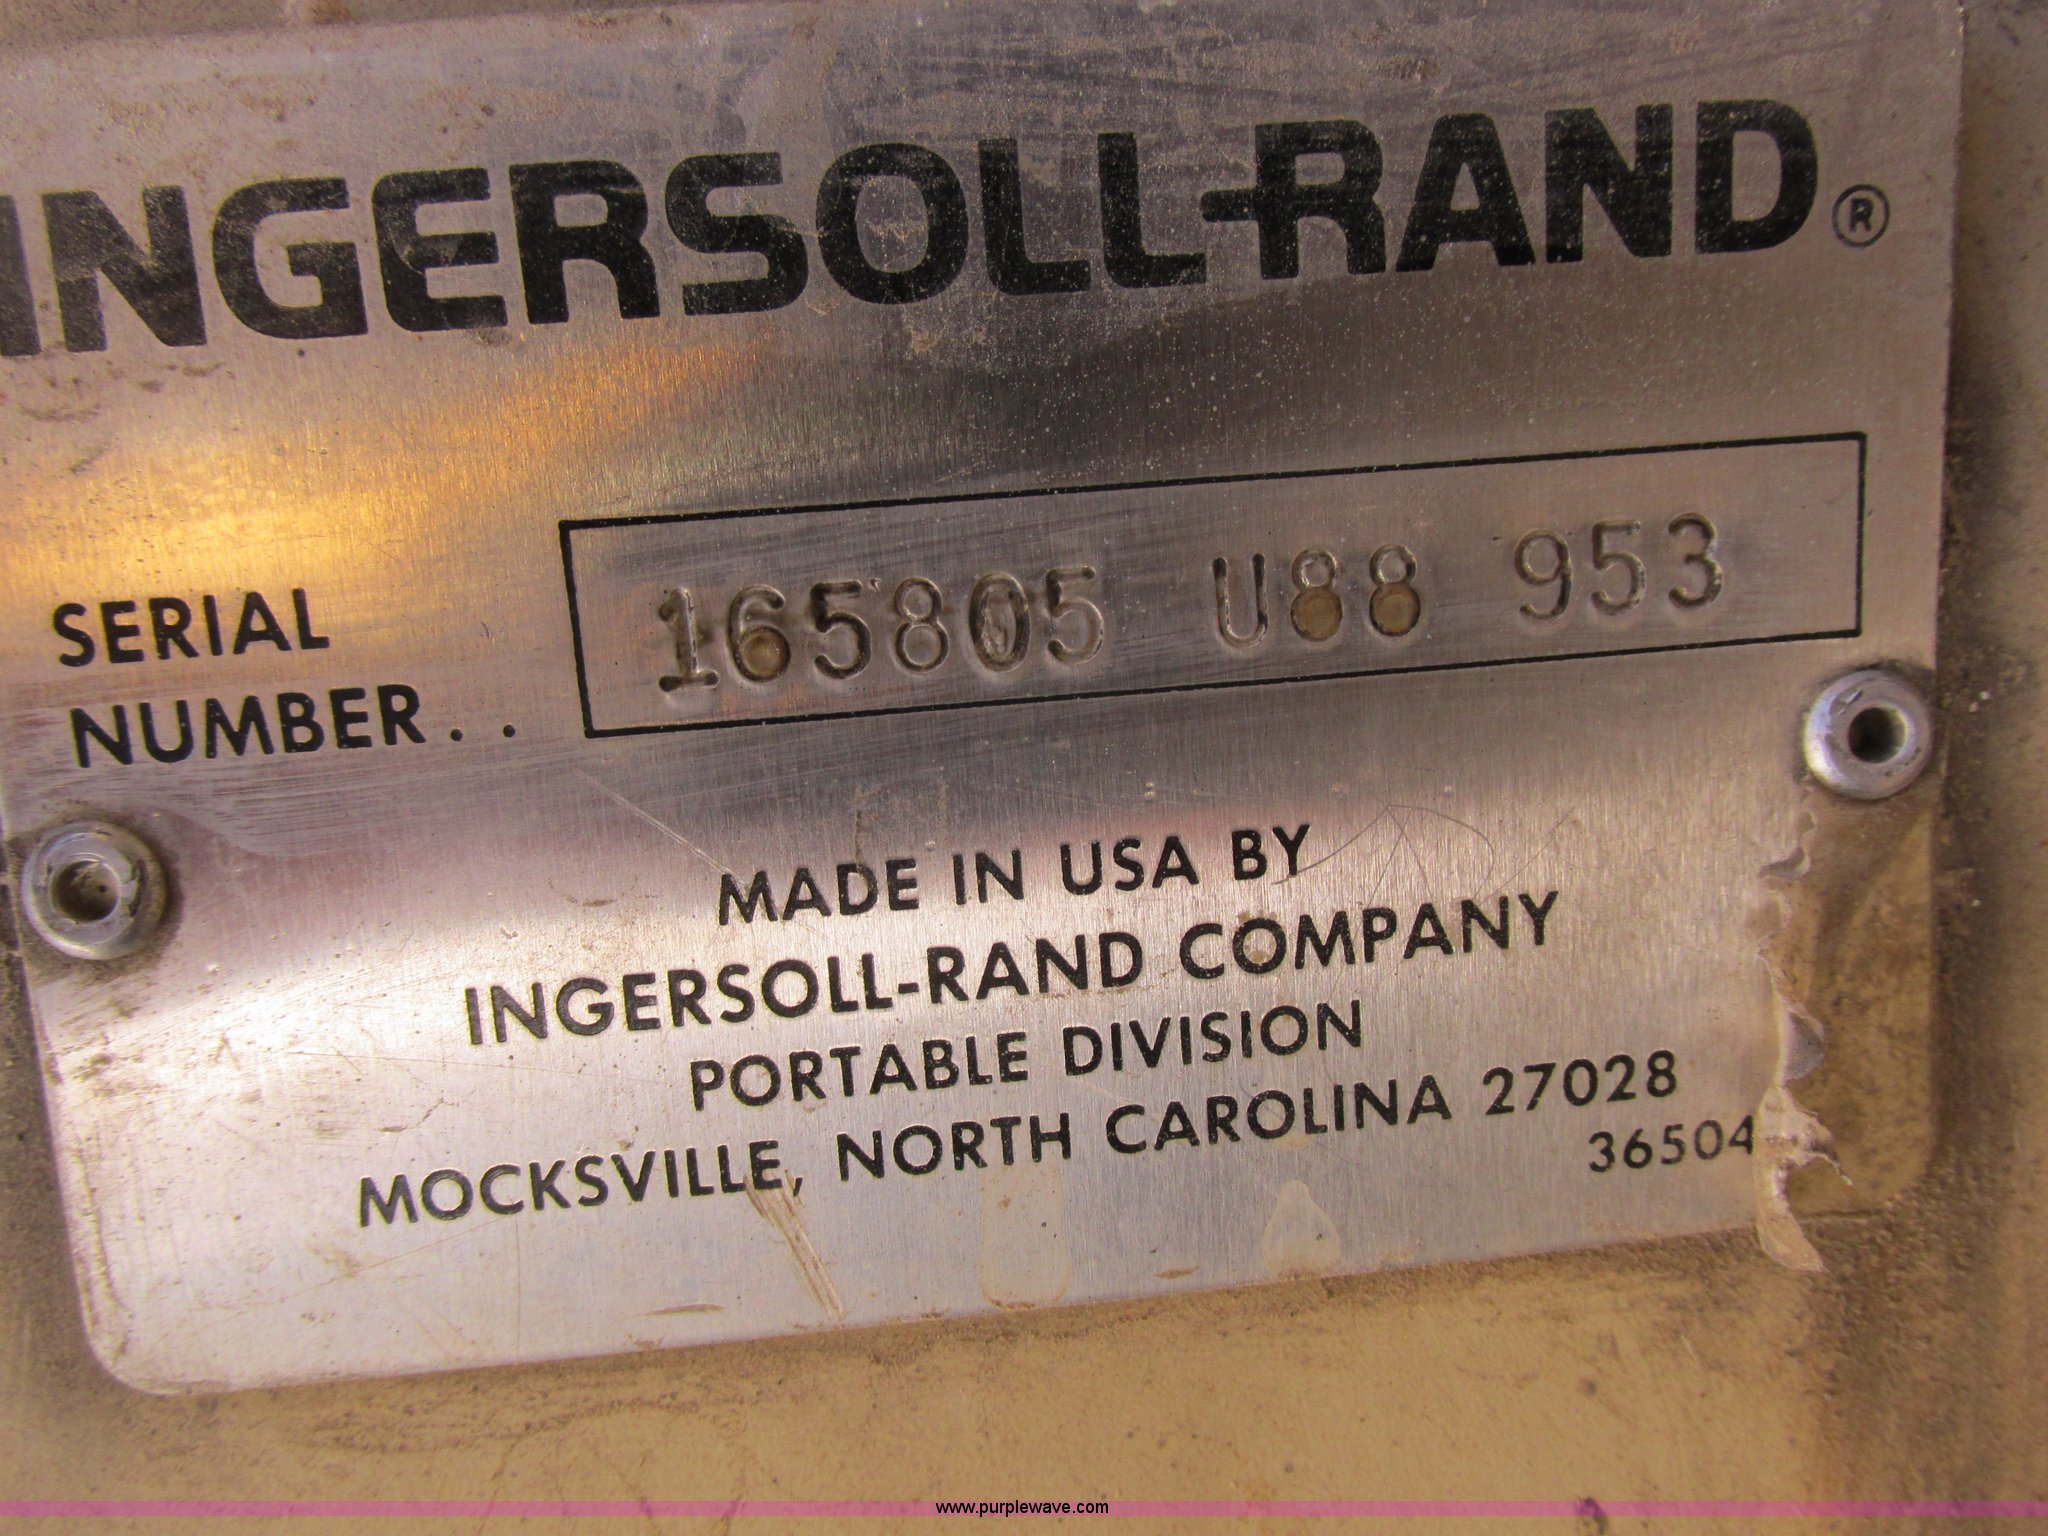 INGERSOLL-RAND®
SERIAL
NUMBER.. 165805 U88 953
MADE IN USA BY
INGERSOLL-RAND COMPANY
PORTABLE DIVISION
MOCKSVILLE, NORTH CAROLINA 27028
36504
www.purplewave.com